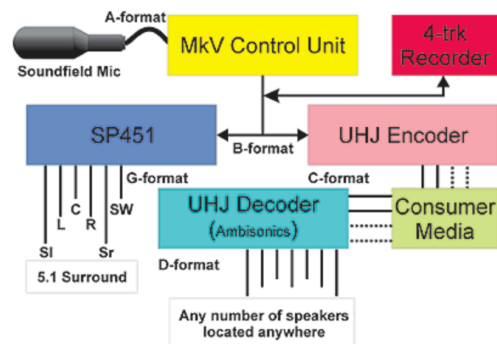 A-format
MkV Control Unit
4-trk
Recorder
Soundfield Mic
SP451
B-format
UHJ Encoder
G-format
C-format
SW
C
L
R
Sl
Sr
UHJ Decoder
(Ambisonics)
Consumer
Media
D-format
5.1 Surround
Any number of speakers
located anywhere